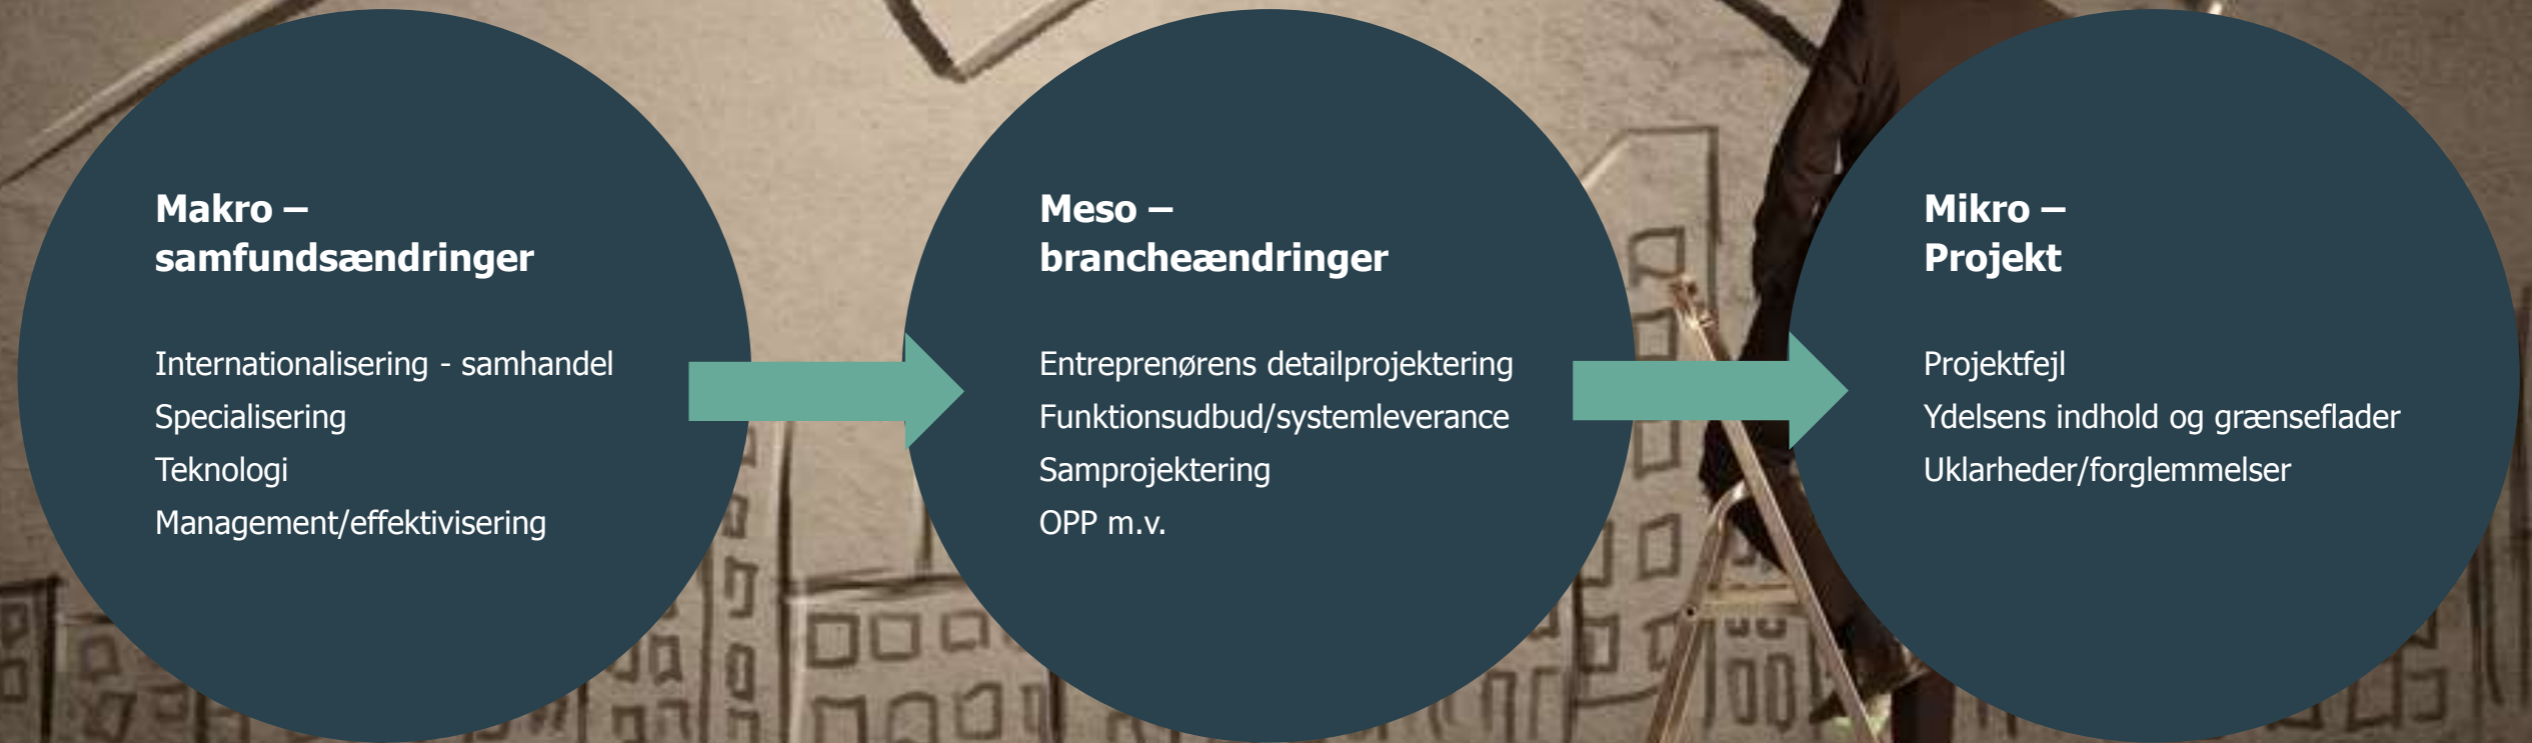 Makro –
samfundsændringer
Internationalisering - samhandel
Specialisering
Teknologi
Management/effektivisering
Meso –
brancheændringer
Entreprenørens detailprojektering
Funktionsudbud/systemleverance
Samprojektering
OPP m.v.
Mikro –
Projekt
Projektfejl
Ydelsens indhold og grænseflader
Uklarheder/forglemmelser